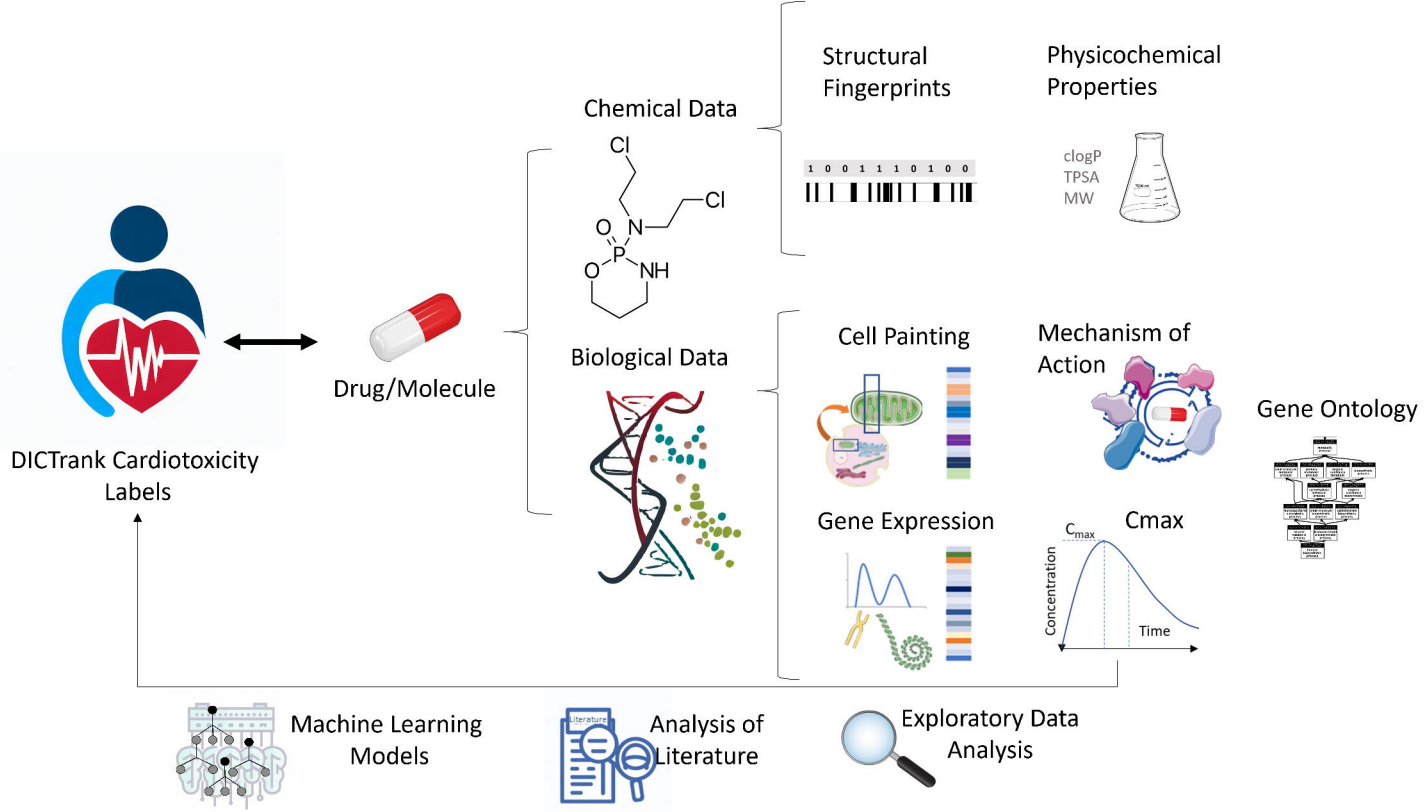 Structural
Fingerprints
Physicochemical
Properties
Chemical Data
1 0 0 1 1 1 0 1 0 0
clogP
TPSA
MW
Cl
Cl
O
N
P
O
NH
Drug/Molecule
Biological Data
DICTrank Cardiotoxicity
Labels
Cell Painting
Mechanism of
Action
Gene Ontology
Gene Expression
Cmax
Cmax
Concentration
Time
Machine Learning
Models
Literature
Analysis of
Literature
Exploratory Data
Analysis